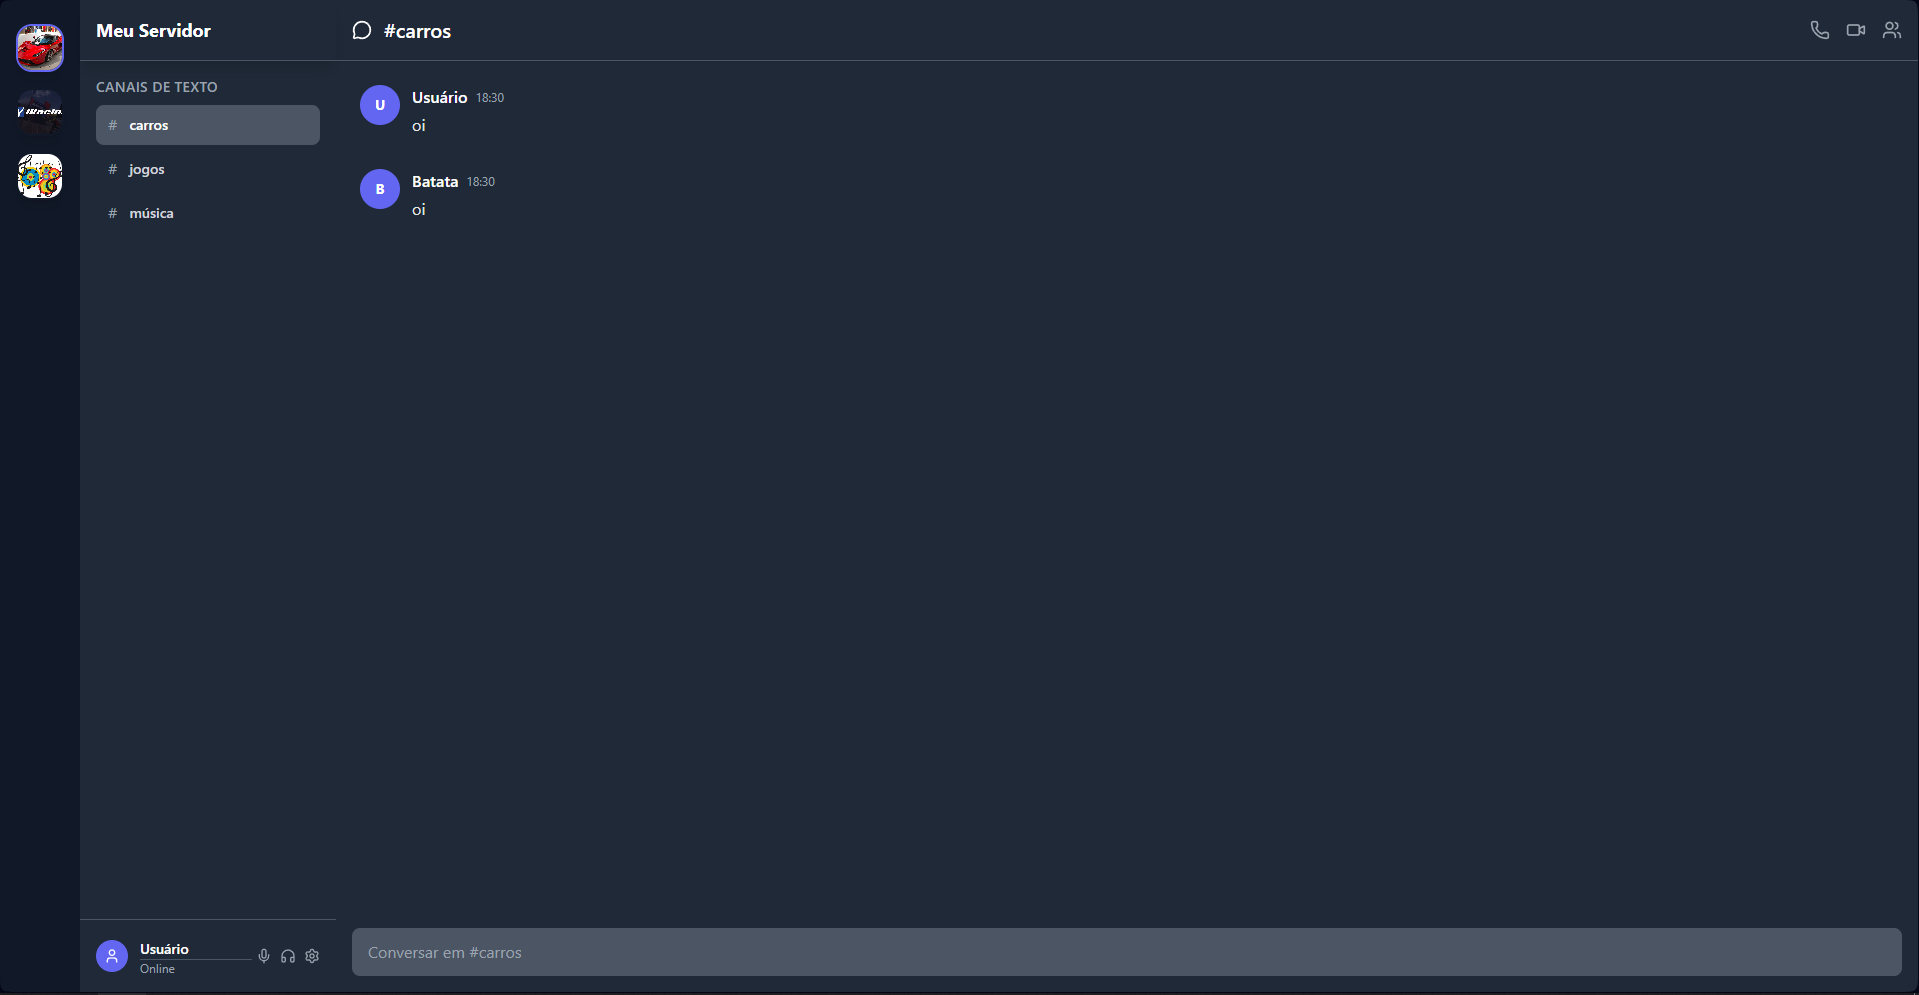 Meu Servidor
CANAIS DE TEXTO
# carros
# jogos
# música
Usuário
Online
#carros
U
Usuário 18:30
oi
B
Batata 18:30
oi
Conversar em #carros